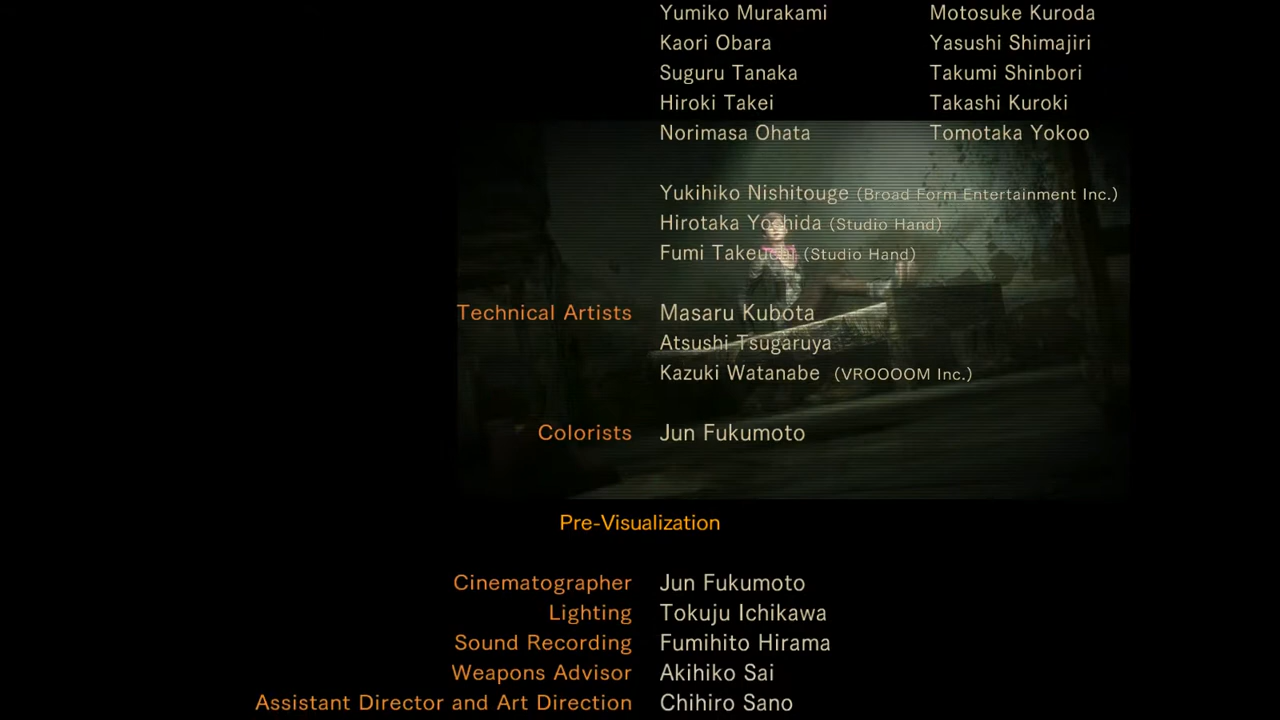 Yumiko Murakami Motosuke Kuroda
Kaori Obara Yasushi Shimajiri
Suguru Tanaka Takumi Shinbori
Hiroki Takei Takashi Kuroki
Norimasa Ohata Tomotaka Yokoo
Yukihiko Nishitouge (Broad Form Entertainment Inc.)
Hirotaka Yoshida (Studio Hand)
Fumi Takeuchi (Studio Hand)
Technical Artists Masaru Kubota
Atsushi Tsugaruya
Kazuki Watanabe (VROOOOM Inc.)
Colorists Jun Fukumoto
Pre-Visualization
Cinematographer Jun Fukumoto
Lighting Tokuju Ichikawa
Sound Recording Fumihito Hirama
Weapons Advisor Akihiko Sai
Assistant Director and Art Direction Chihiro Sano